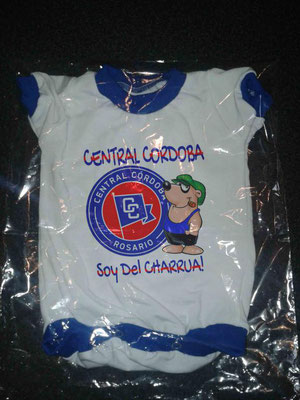 CENTRAL CORDOBA
CENTRAL CORDOBA
CC
ROSARIO
Soy Del CHARRUA!